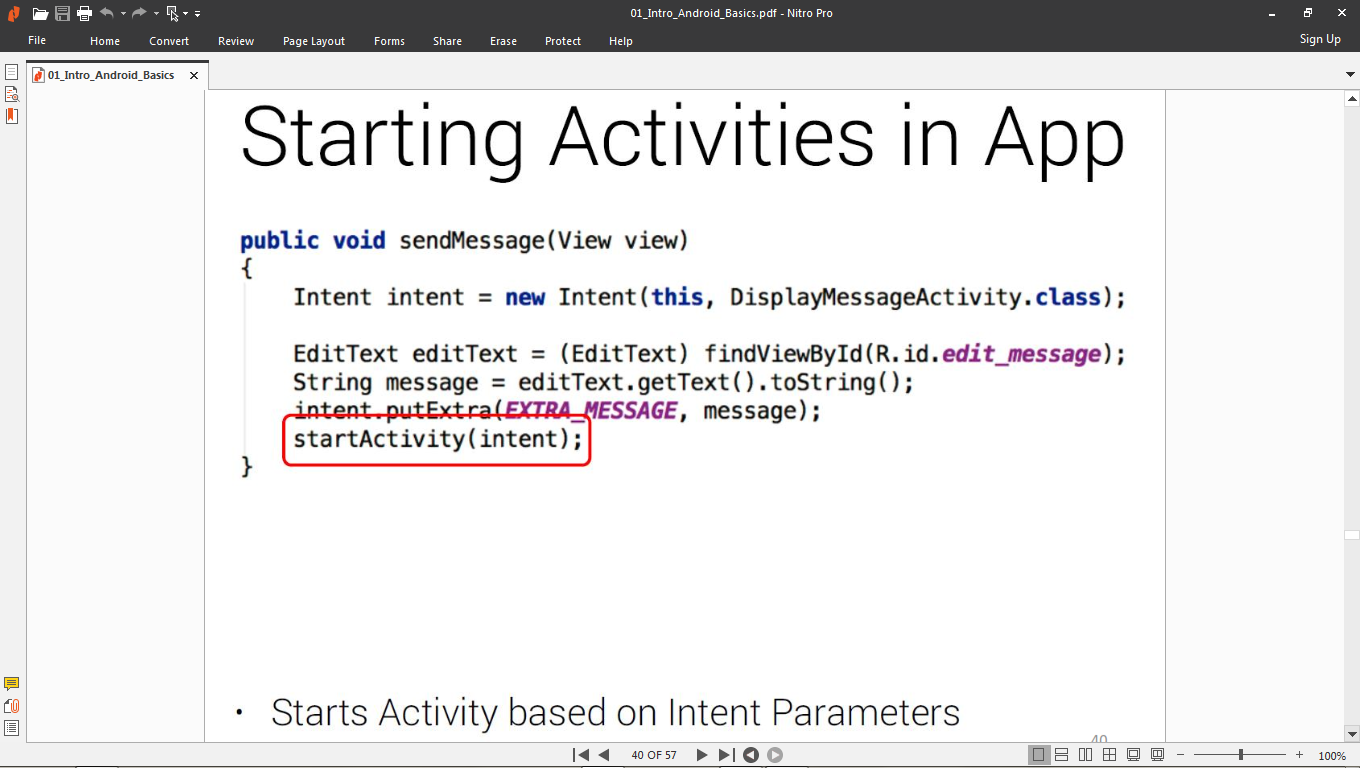 01_Intro_Android_Basics.pdf - Nitro Pro
File Home Convert Review Page Layout Forms Share Erase Protect Help Sign Up
01_Intro_Android_Basics
Starting Activities in App
public void sendMessage(View view)
{
Intent intent = new Intent(this, DisplayMessageActivity.class);
EditText editText = (EditText) findViewById(R.id.edit_message);
String message = editText.getText().toString();
intent.putExtra(EXTRA_MESSAGE, message);
startActivity(intent);
}
• Starts Activity based on Intent Parameters
40
40 OF 57
100%